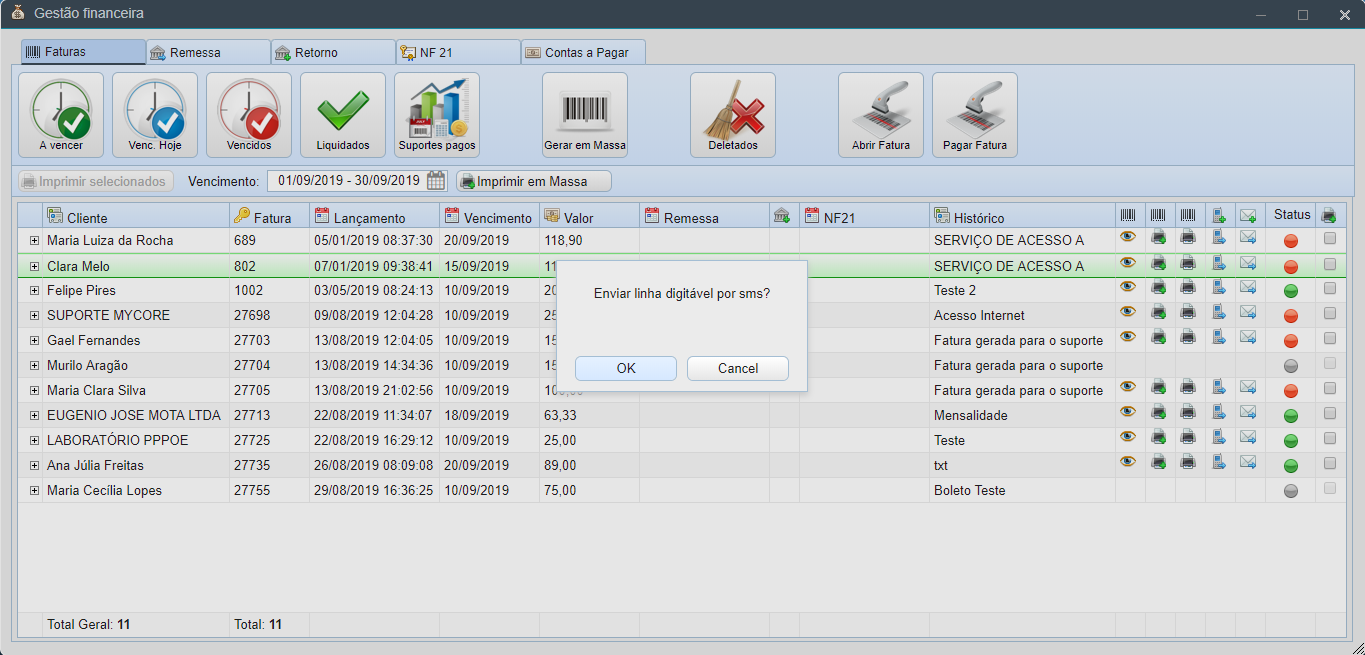 Gestão financeira
Faturas Remessa Retorno NF 21 Contas a Pagar
A vencer Venc. Hoje Vencidos Liquidados Suportes pagos Gerar em Massa Deletados Abrir Fatura Pagar Fatura
Imprimir selecionados Vencimento: 01/09/2019 - 30/09/2019 Imprimir em Massa
Cliente Fatura Lançamento Vencimento Valor Remessa NF21 Histórico Status
Maria Luiza da Rocha 689 05/01/2019 08:37:30 20/09/2019 118,90 SERVIÇO DE ACESSO A
Clara Melo 802 07/01/2019 09:38:41 15/09/2019 SERVIÇO DE ACESSO A
Felipe Pires 1002 03/05/2019 08:24:13 10/09/2019 Teste 2
SUPORTE MYCORE 27698 09/08/2019 12:04:28 10/09/2019 Acesso Internet
Gael Fernandes 27703 13/08/2019 12:04:05 10/09/2019 Fatura gerada para o suporte
Murilo Aragão 27704 13/08/2019 14:34:36 10/09/2019 Fatura gerada para o suporte
Maria Clara Silva 27705 13/08/2019 21:02:56 10/09/2019 Fatura gerada para o suporte
EUGENIO JOSE MOTA LTDA 27713 22/08/2019 11:34:07 18/09/2019 63,33 Mensalidade
LABORATÓRIO PPPOE 27725 22/08/2019 16:29:12 10/09/2019 25,00 Teste
Ana Júlia Freitas 27735 26/08/2019 08:09:08 20/09/2019 89,00 txt
Maria Cecília Lopes 27755 29/08/2019 16:36:25 10/09/2019 75,00 Boleto Teste
Total Geral: 11 Total: 11
Enviar linha digitável por sms?
OK Cancel